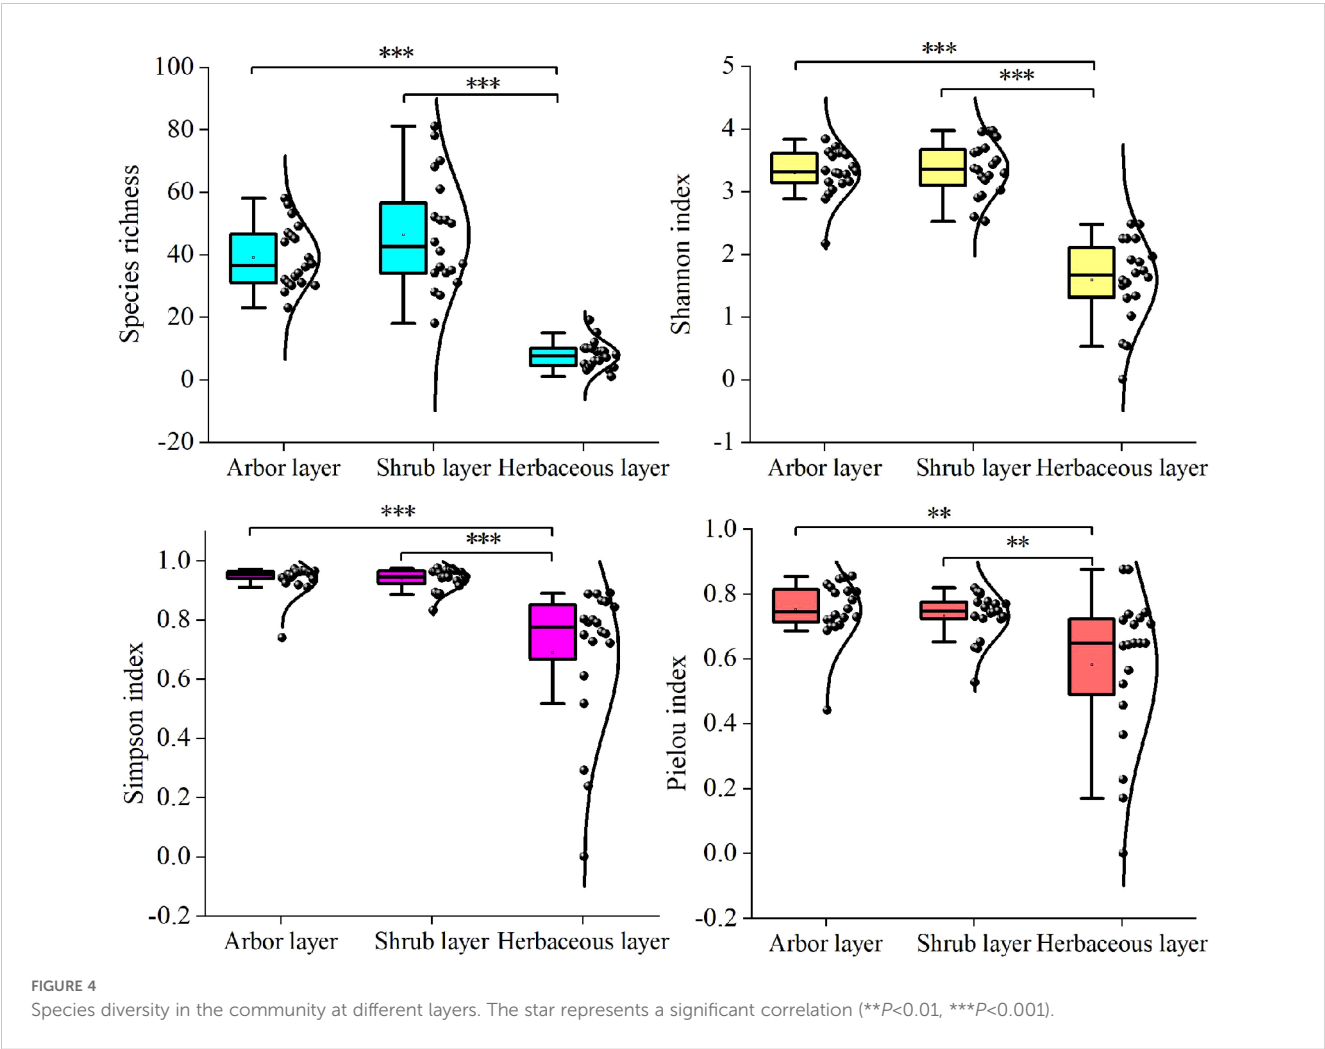 ***
***
100
80
60
40
20
0
-20
Species richness
Arbor layer
Shrub layer
Herbaceous layer
***
***
5
4
3
2
1
0
-1
Shannon index
Arbor layer
Shrub layer
Herbaceous layer
***
***
1.0
0.8
0.6
0.4
0.2
0.0
-0.2
Simpson index
Arbor layer
Shrub layer
Herbaceous layer
**
**
1.0
0.8
0.6
0.4
0.2
0.0
-0.2
Pielou index
Arbor layer
Shrub layer
Herbaceous layer
FIGURE 4
Species diversity in the community at different layers. The star represents a significant correlation (**P<0.01, ***P<0.001).